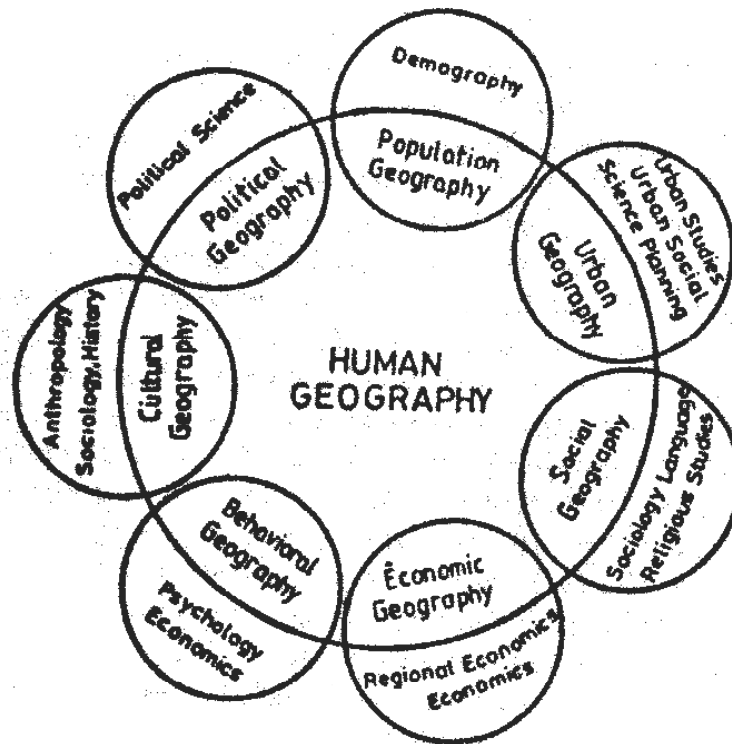 Demography
Population
Geography
Urban Studies
Urban Social
Science Planning
Urban
Geography
Social
Geography
Sociology Language
Religious Studies
Economic
Geography
Regional Economics
Economics
Behavioral
Geography
Psychology
Economics
Anthropology
Sociology, History
Cultural
Geography
Political Science
Political
Geography
HUMAN
GEOGRAPHY